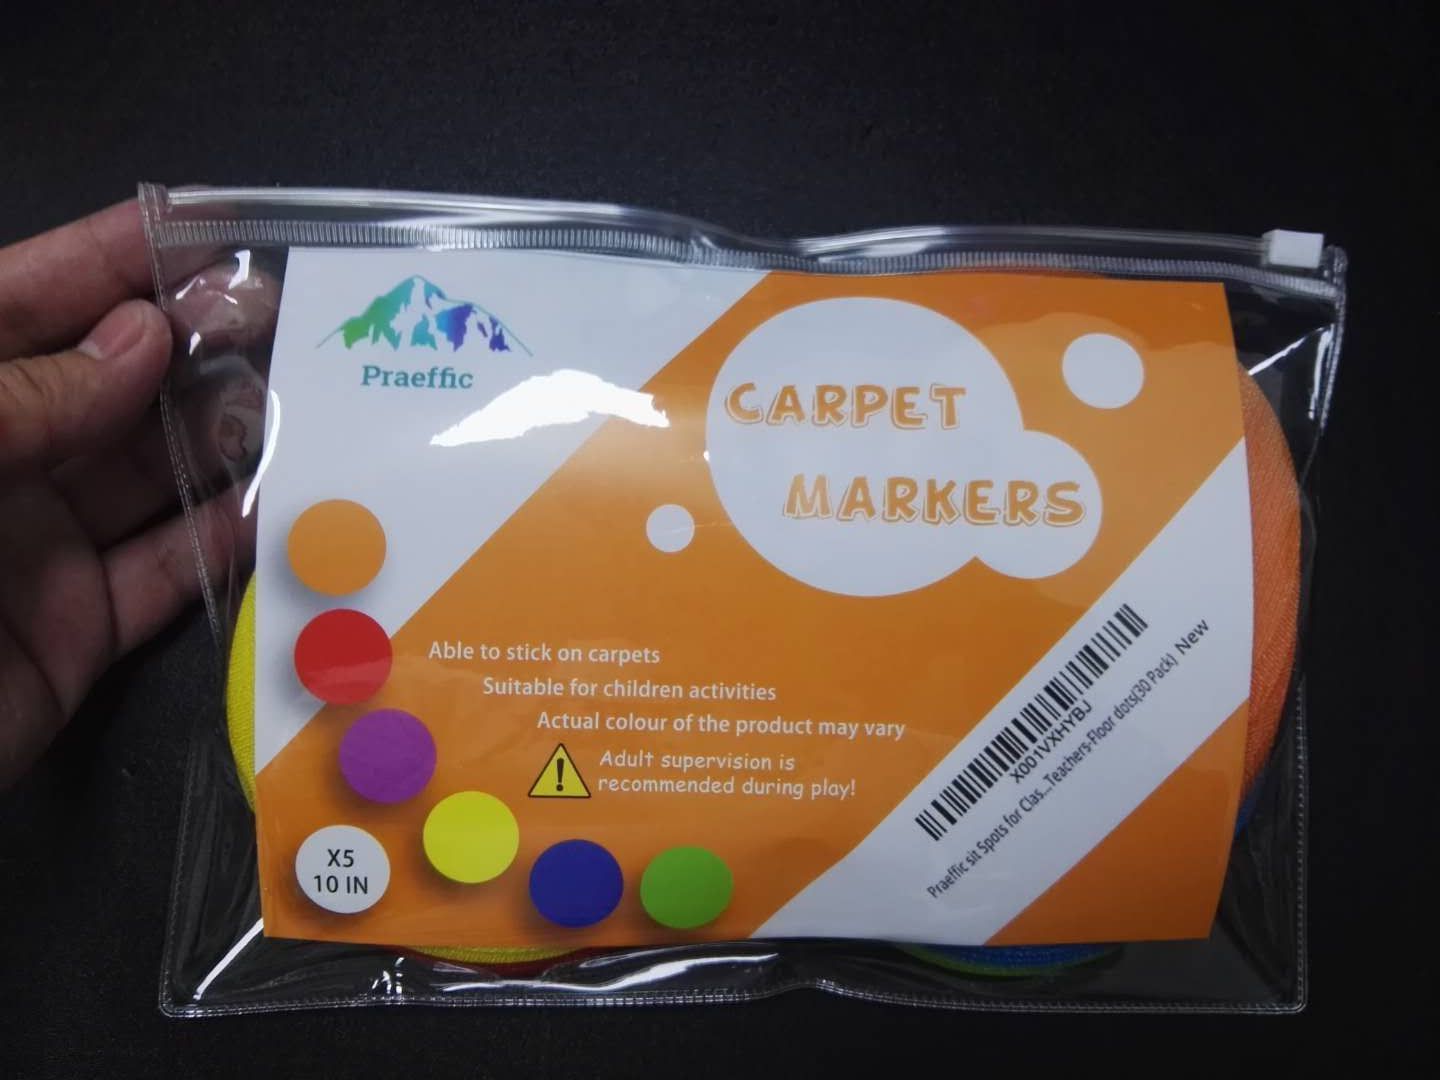 Praeffic
CARPET
MARKERS
Able to stick on carpets
Suitable for children activities
Actual colour of the product may vary
Adult supervision is
recommended during play!
X5
10 IN
X001VXHYBJ
Praeffic sit Spots for Clas...Teachers-Floor dots(30 Pack)
New